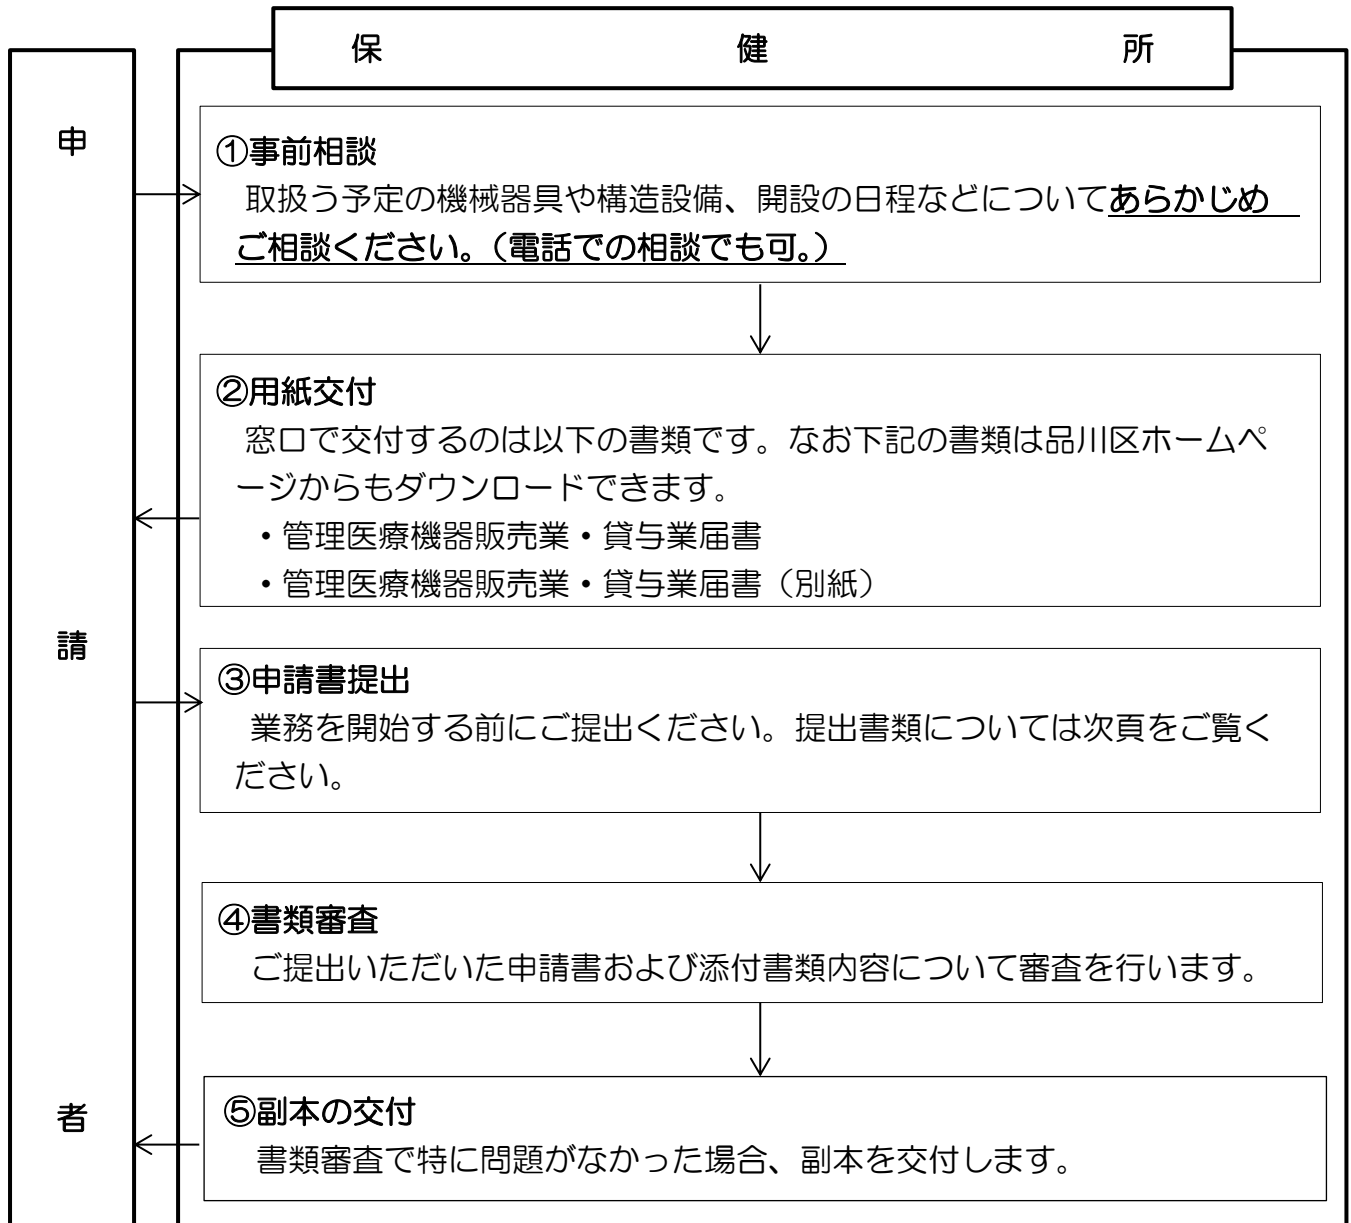 保健所
申請者
①事前相談
取扱う予定の機械器具や構造設備、開設の日程などについてあらかじめ
ご相談ください。（電話での相談でも可。）
②用紙交付
窓口で交付するのは以下の書類です。なお下記の書類は品川区ホームペ
ージからもダウンロードできます。
・管理医療機器販売業・貸与業届書
・管理医療機器販売業・貸与業届書（別紙）
③申請書提出
業務を開始する前にご提出ください。提出書類については次頁をご覧く
ださい。
④書類審査
ご提出いただいた申請書および添付書類内容について審査を行います。
⑤副本の交付
書類審査で特に問題がなかった場合、副本を交付します。